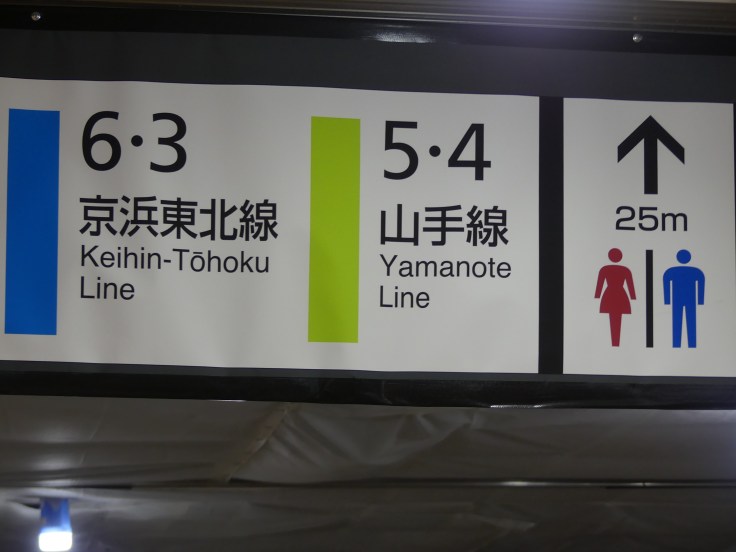 6・3
京浜東北線
Keihin-Tōhoku
Line
5・4
山手線
Yamanote
Line
25m